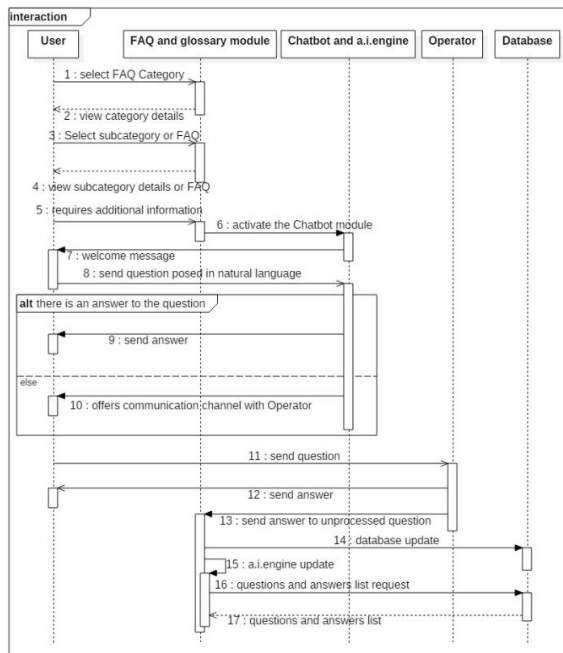 interaction
User
FAQ and glossary module
Chatbot and a.i.engine
Operator
Database
1 : select FAQ Category
2 : view category details
3 : Select subcategory or FAQ
4 : view subcategory details or FAQ
5 : requires additional information
6 : activate the Chatbot module
7 : welcome message
8 : send question posed in natural language
alt there is an answer to the question
9 : send answer
else
10 : offers communication channel with Operator
11 : send question
12 : send answer
13 : send answer to unprocessed question
14 : database update
15 : a.i.engine update
16 : questions and answers list request
17 : questions and answers list